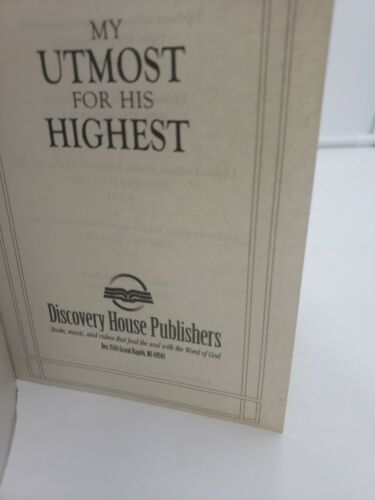 MY
UTMOST
FOR HIS
HIGHEST
Discovery House Publishers
books, music, and videos that feed the soul with the Word of God
Box 3566 Grand Rapids, MI 49501